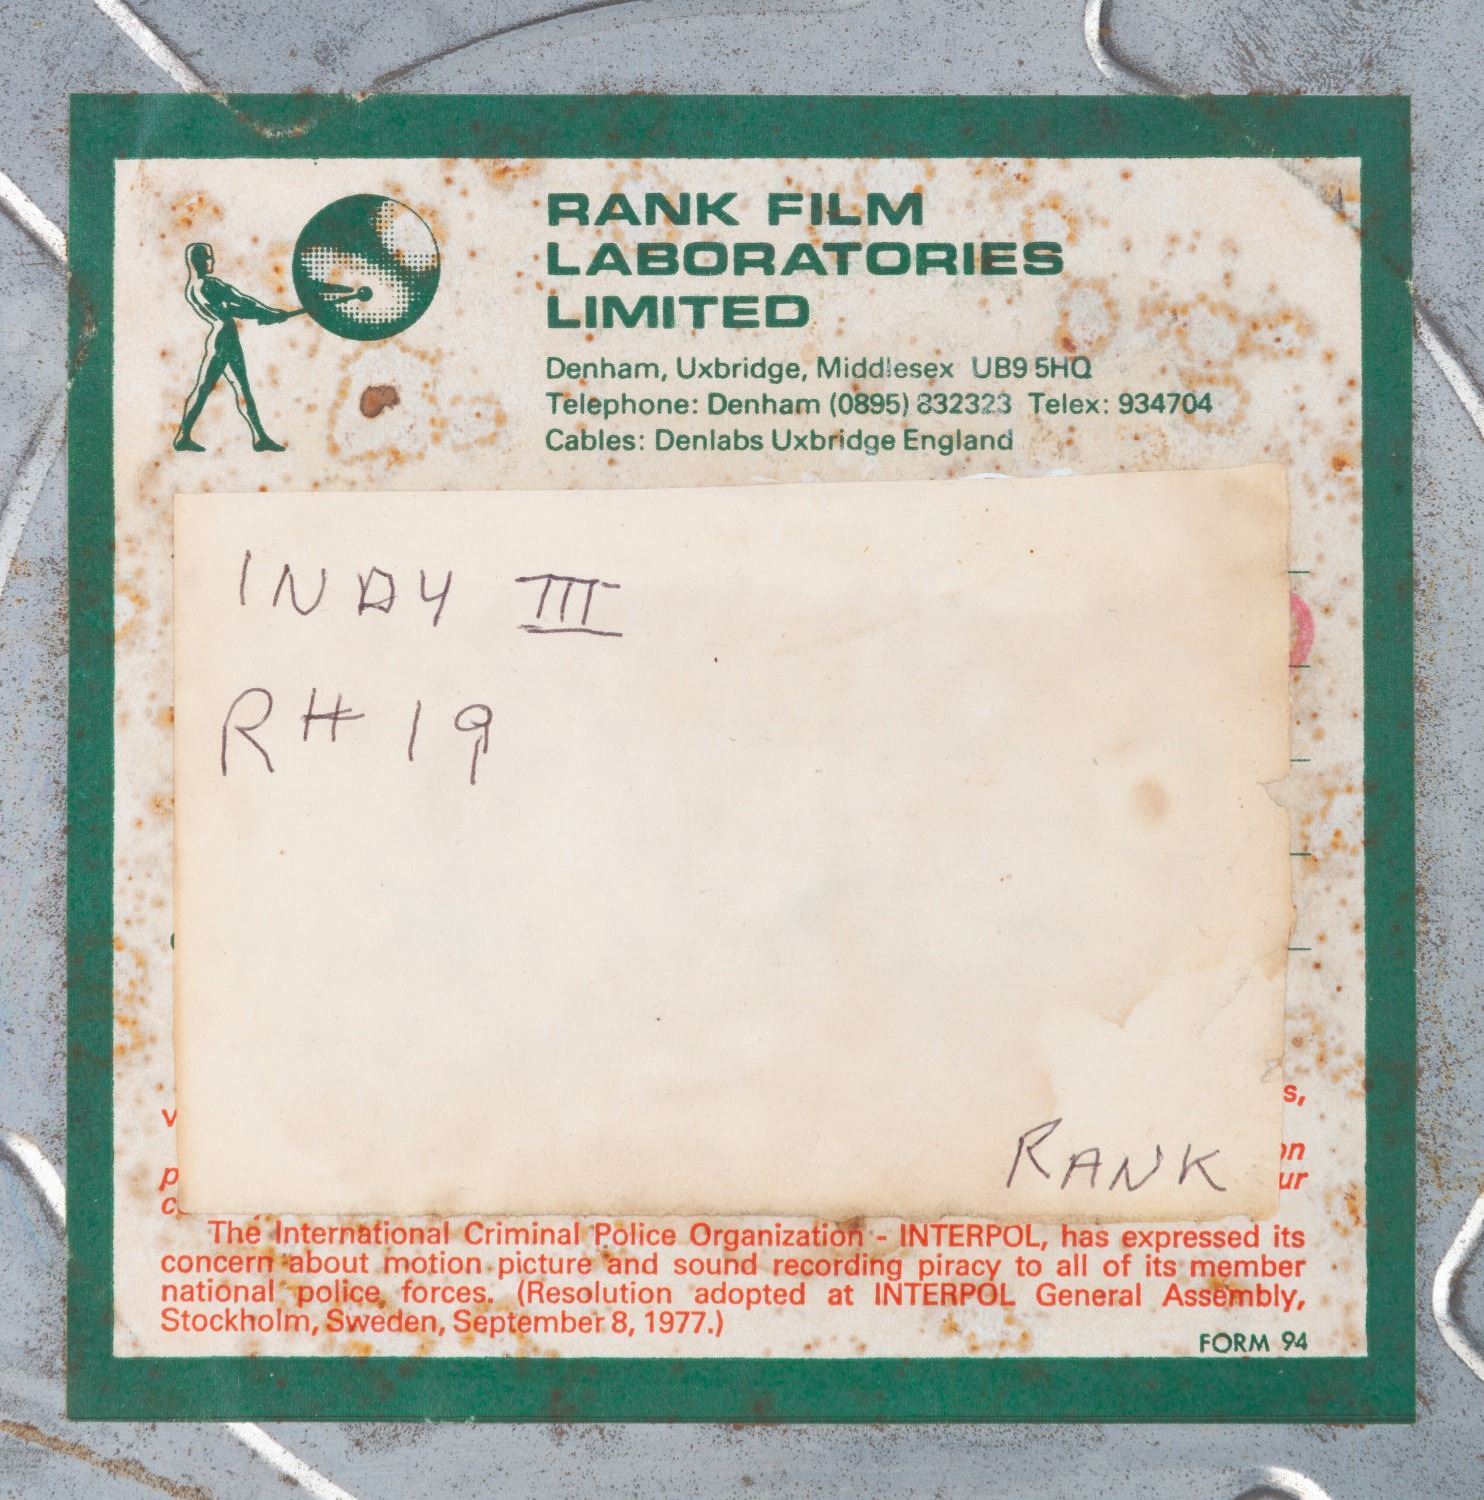 RANK FILM
LABORATORIES
LIMITED
Denham, Uxbridge, Middlesex UB9 5HQ
Telephone: Denham (0895) 832323 Telex: 934704
Cables: Denlabs Uxbridge England
INDY III
RH 19
s,
v
on
p
ur
c
RANK
The International Criminal Police Organization - INTERPOL, has expressed its
concern about motion picture and sound recording piracy to all of its member
national police forces. (Resolution adopted at INTERPOL General Assembly,
Stockholm, Sweden, September 8, 1977.)
FORM 94